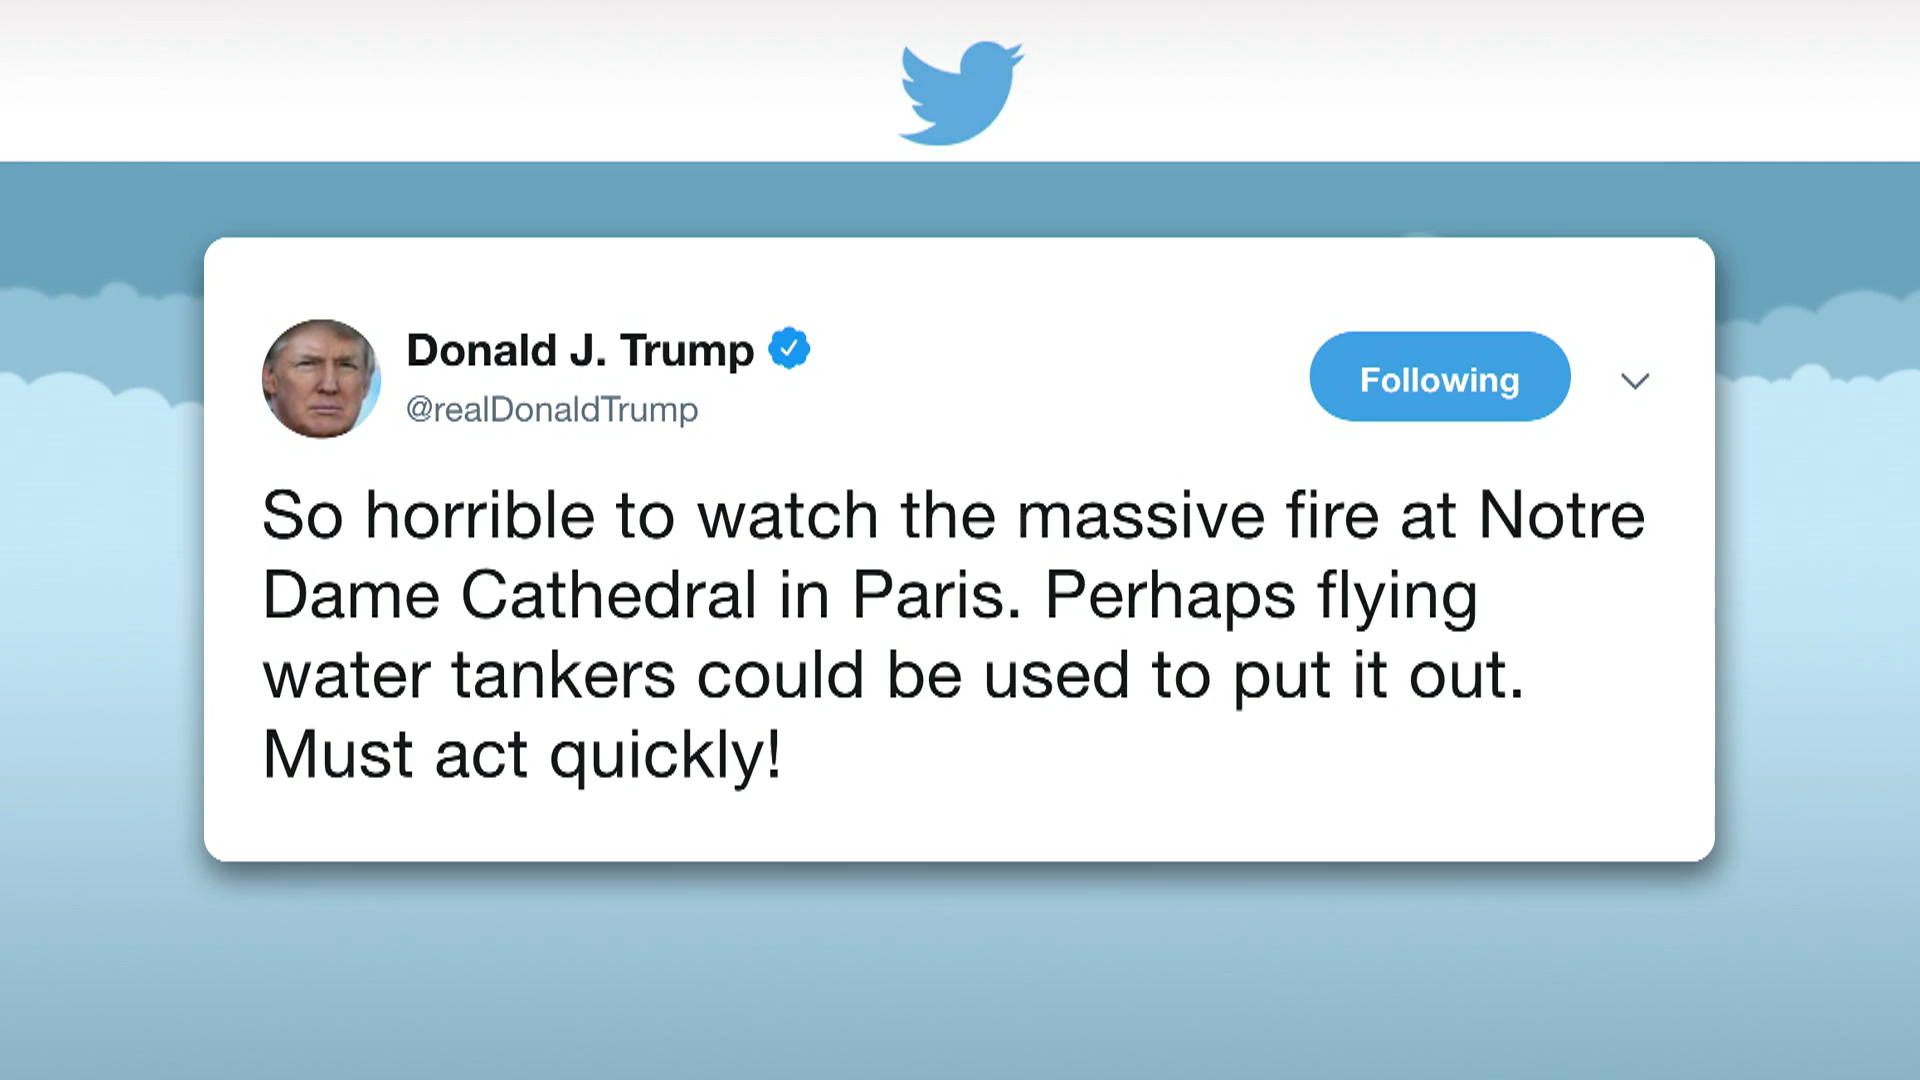 Donald J. Trump
@realDonaldTrump
Following
So horrible to watch the massive fire at Notre
Dame Cathedral in Paris. Perhaps flying
water tankers could be used to put it out.
Must act quickly!